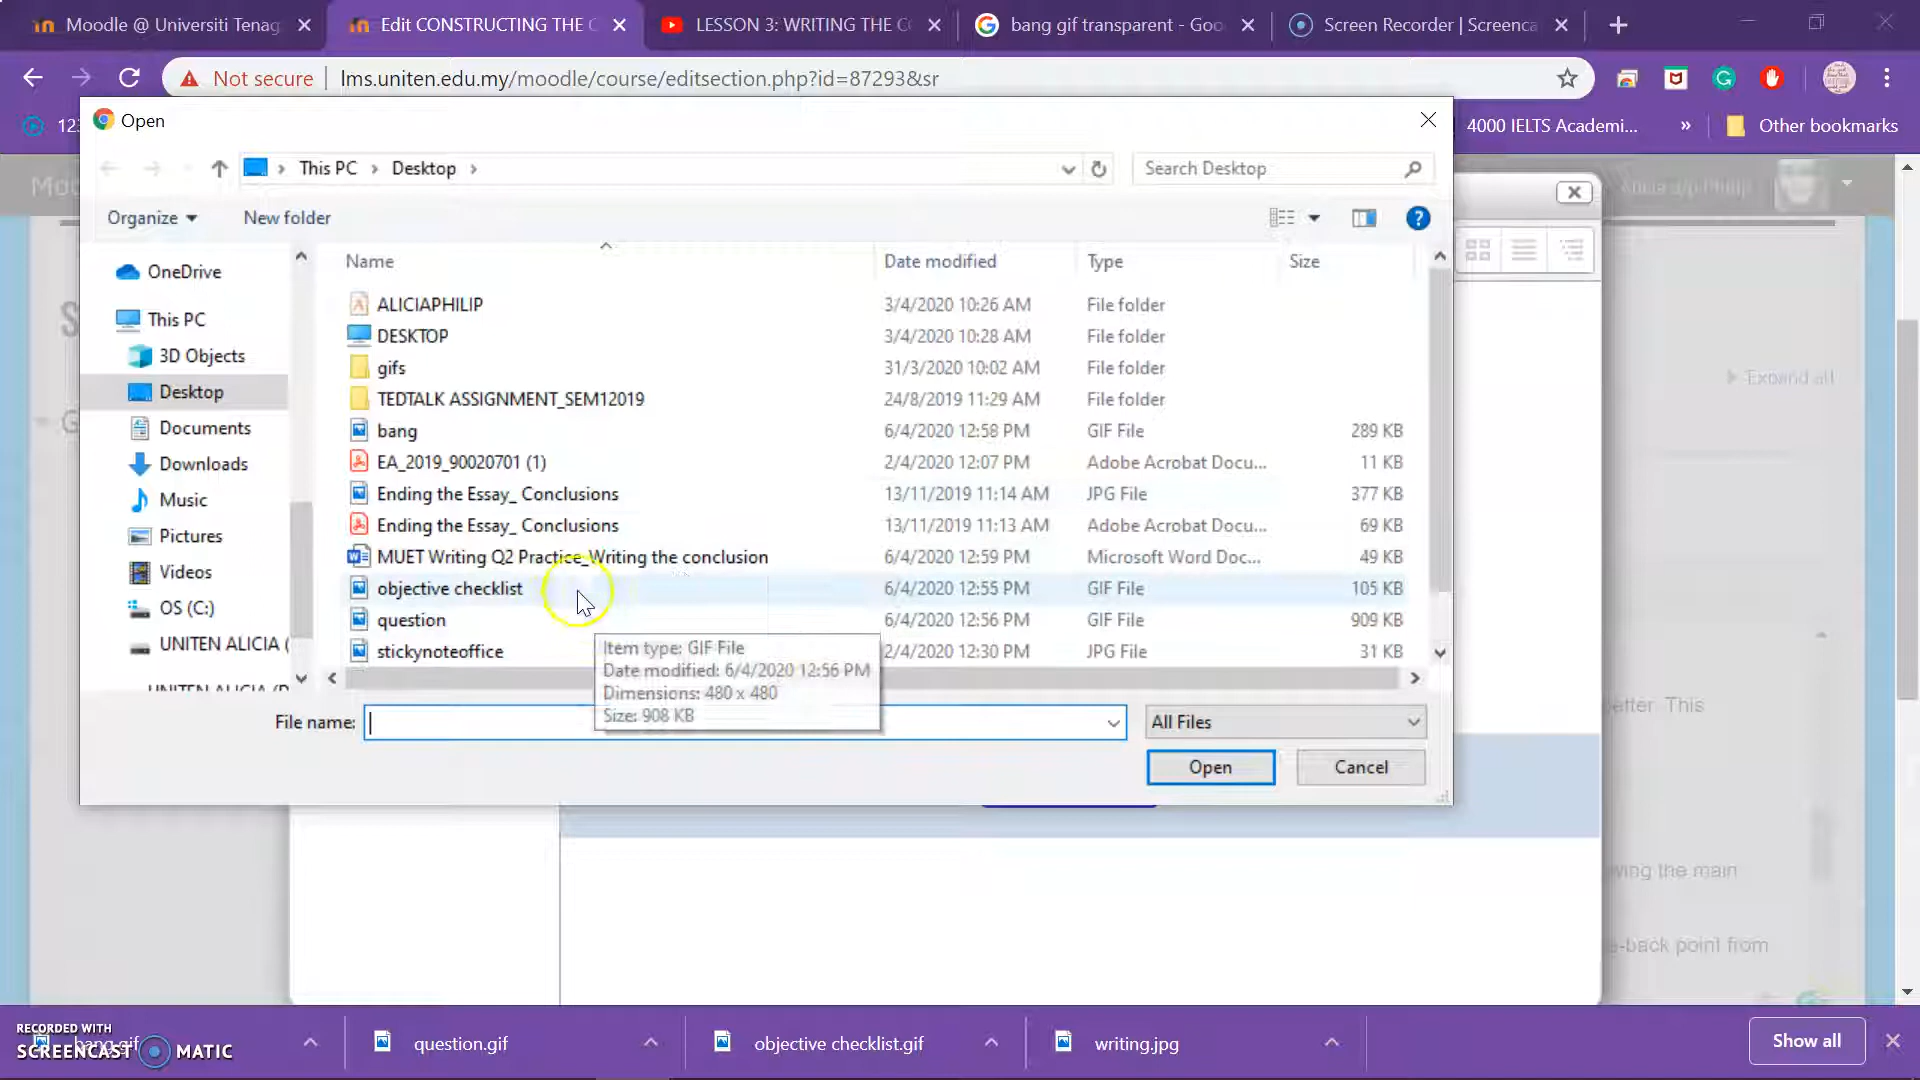 Moodle @ Universiti Tenag
Edit CONSTRUCTING THE C
LESSON 3: WRITING THE CO
bang gif transparent - Goo
Screen Recorder | Screenca
Not secure
lms.uniten.edu.my/moodle/course/editsection.php?id=87293&sr
123
4000 IELTS Academi...
»
Other bookmarks
Open
This PC
Desktop
Search Desktop
Organize
New folder
Name
Date modified
Type
Size
OneDrive
This PC
3D Objects
Desktop
Documents
Downloads
Music
Pictures
Videos
OS (C:)
UNITEN ALICIA (
ALICIAPHILIP 3/4/2020 10:26 AM File folder
DESKTOP 3/4/2020 10:28 AM File folder
gifs 31/3/2020 10:02 AM File folder
TEDTALK ASSIGNMENT_SEM12019 24/8/2019 11:29 AM File folder
bang 6/4/2020 12:58 PM GIF File 289 KB
EA_2019_90020701 (1) 2/4/2020 12:07 PM Adobe Acrobat Docu... 11 KB
Ending the Essay_ Conclusions 13/11/2019 11:14 AM JPG File 377 KB
Ending the Essay_ Conclusions 13/11/2019 11:13 AM Adobe Acrobat Docu... 69 KB
MUET Writing Q2 Practice_Writing the conclusion 6/4/2020 12:59 PM Microsoft Word Doc... 49 KB
objective checklist 6/4/2020 12:55 PM GIF File 105 KB
question 6/4/2020 12:56 PM GIF File 909 KB
stickynoteoffice 2/4/2020 12:30 PM JPG File 31 KB
Item type: GIF File
Date modified: 6/4/2020 12:56 PM
Dimensions: 480 x 480
Size: 908 KB
File name:
All Files
Open
Cancel
Expand all
etter. This
wing the main
e-back point from
RECORDED WITH
SCREENCAST MATIC
bang.gif
question.gif
objective checklist.gif
writing.jpg
Show all